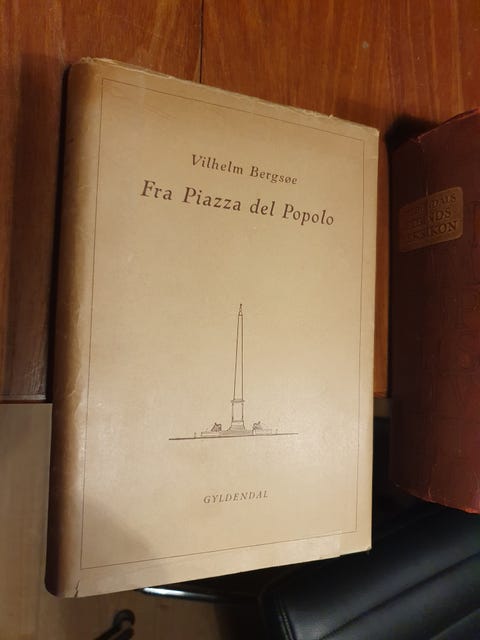 Vilhelm Bergsøe
Fra Piazza del Popolo
GYLDENDAL